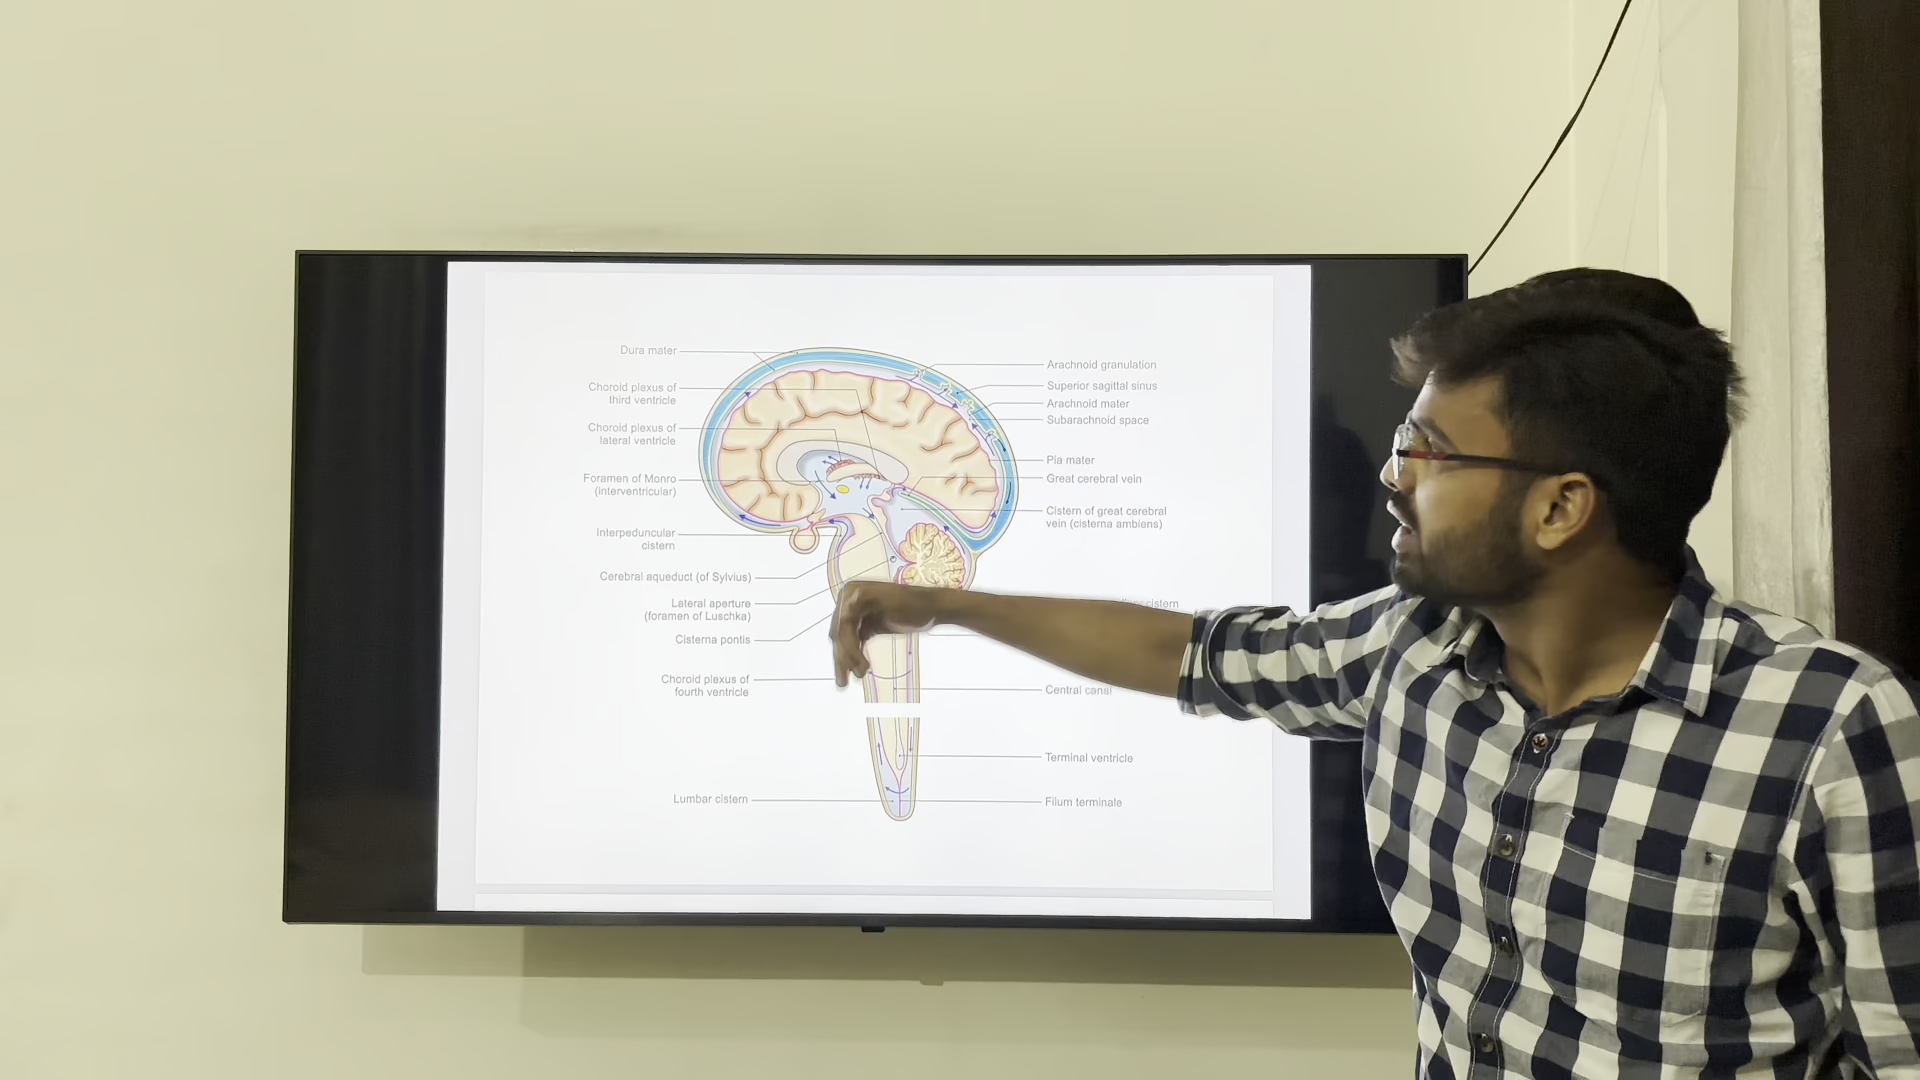 Dura mater
Choroid plexus of
third ventricle
Choroid plexus of
lateral ventricle
Foramen of Monro
(interventricular)
Interpeduncular
cistern
Cerebral aqueduct (of Sylvius)
Lateral aperture
(foramen of Luschka)
Cisterna pontis
Choroid plexus of
fourth ventricle
Lumbar cistern
Arachnoid granulation
Superior sagittal sinus
Arachnoid mater
Subarachnoid space
Pia mater
Great cerebral vein
Cistern of great cerebral
vein (cisterna ambiens)
cistern
Central canal
Terminal ventricle
Filum terminale